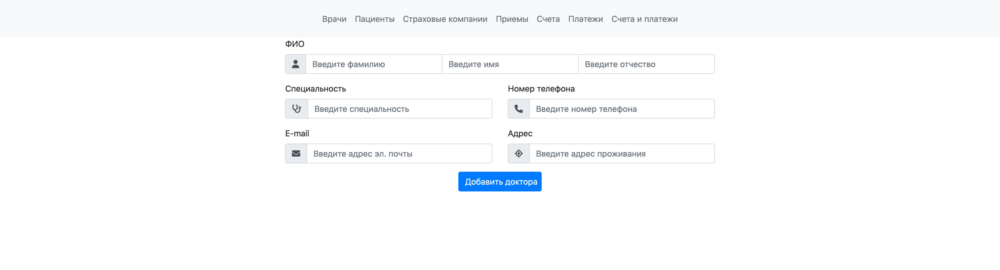 Врачи Пациенты Страховые компании Приемы Счета Платежи Счета и платежи
ФИО
Введите фамилию Введите имя Введите отчество
Специальность Номер телефона
Введите специальность Введите номер телефона
E-mail Адрес
Введите адрес эл. почты Введите адрес проживания
Добавить доктора